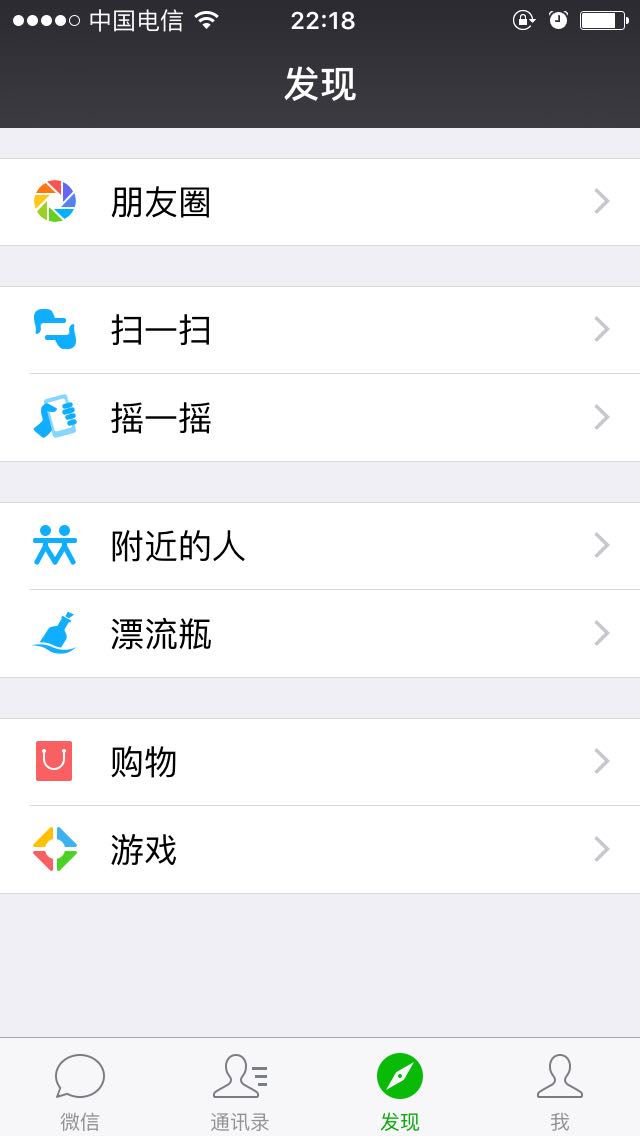 中国电信 22:18
发现
朋友圈
扫一扫
摇一摇
附近的人
漂流瓶
购物
游戏
微信 通讯录 发现 我